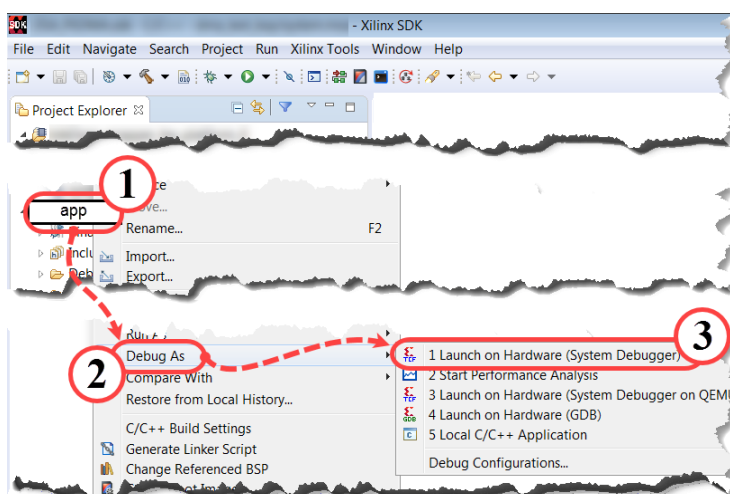 SDK - Xilinx SDK
File Edit Navigate Search Project Run Xilinx Tools Window Help
Project Explorer
1
app
Rename... F2
Import...
Export...
Debug As
2
3
1 Launch on Hardware (System Debugger)
Compare With
2 Start Performance Analysis
Restore from Local History...
3 Launch on Hardware (System Debugger on QEMU
4 Launch on Hardware (GDB)
C/C++ Build Settings
5 Local C/C++ Application
Generate Linker Script
Change Referenced BSP
Debug Configurations...